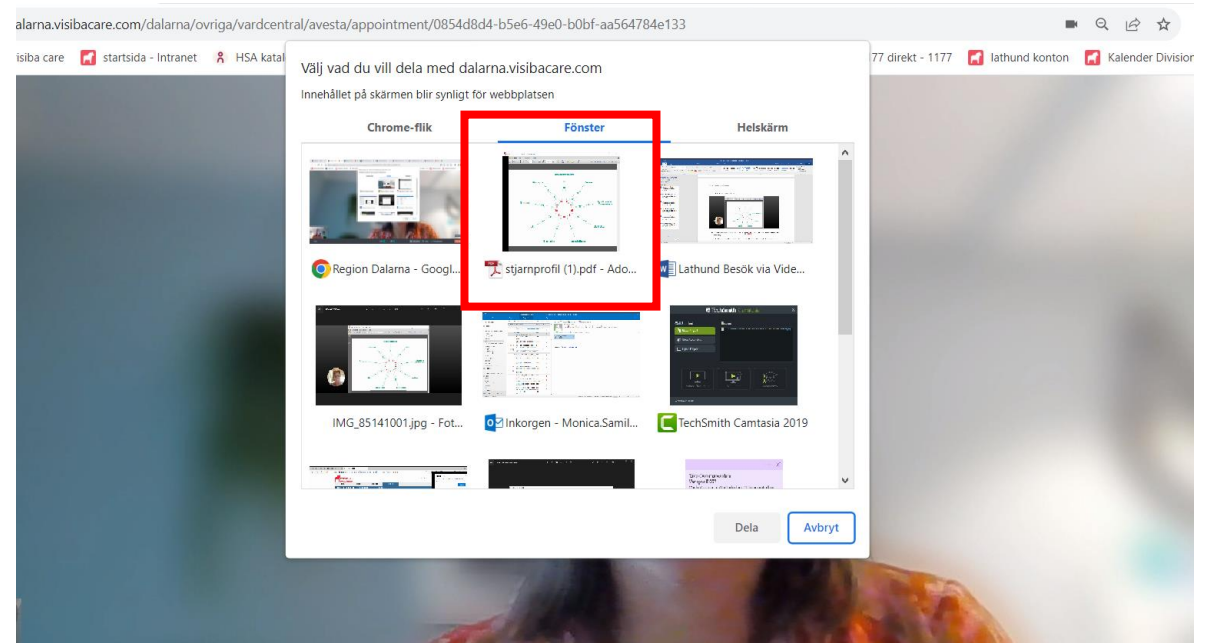 alarna.visibacare.com/dalarna/ovriga/vardcentral/avesta/appointment/0854d8d4-b5e6-49e0-b0bf-aa564784e133
isiba care startsida - Intranet HSA katal 77 direkt - 1177 lathund konton Kalender Division
Välj vad du vill dela med dalarna.visibacare.com
Innehållet på skärmen blir synligt för webbplatsen
Chrome-flik Fönster Helskärm
Region Dalarna - Googl... stjarnprofil (1).pdf - Ado... Lathund Besök via Vide...
TechSmith
IMG_85141001.jpg - Fot... Inkorgen - Monica.Samil... TechSmith Camtasia 2019
Dela Avbryt